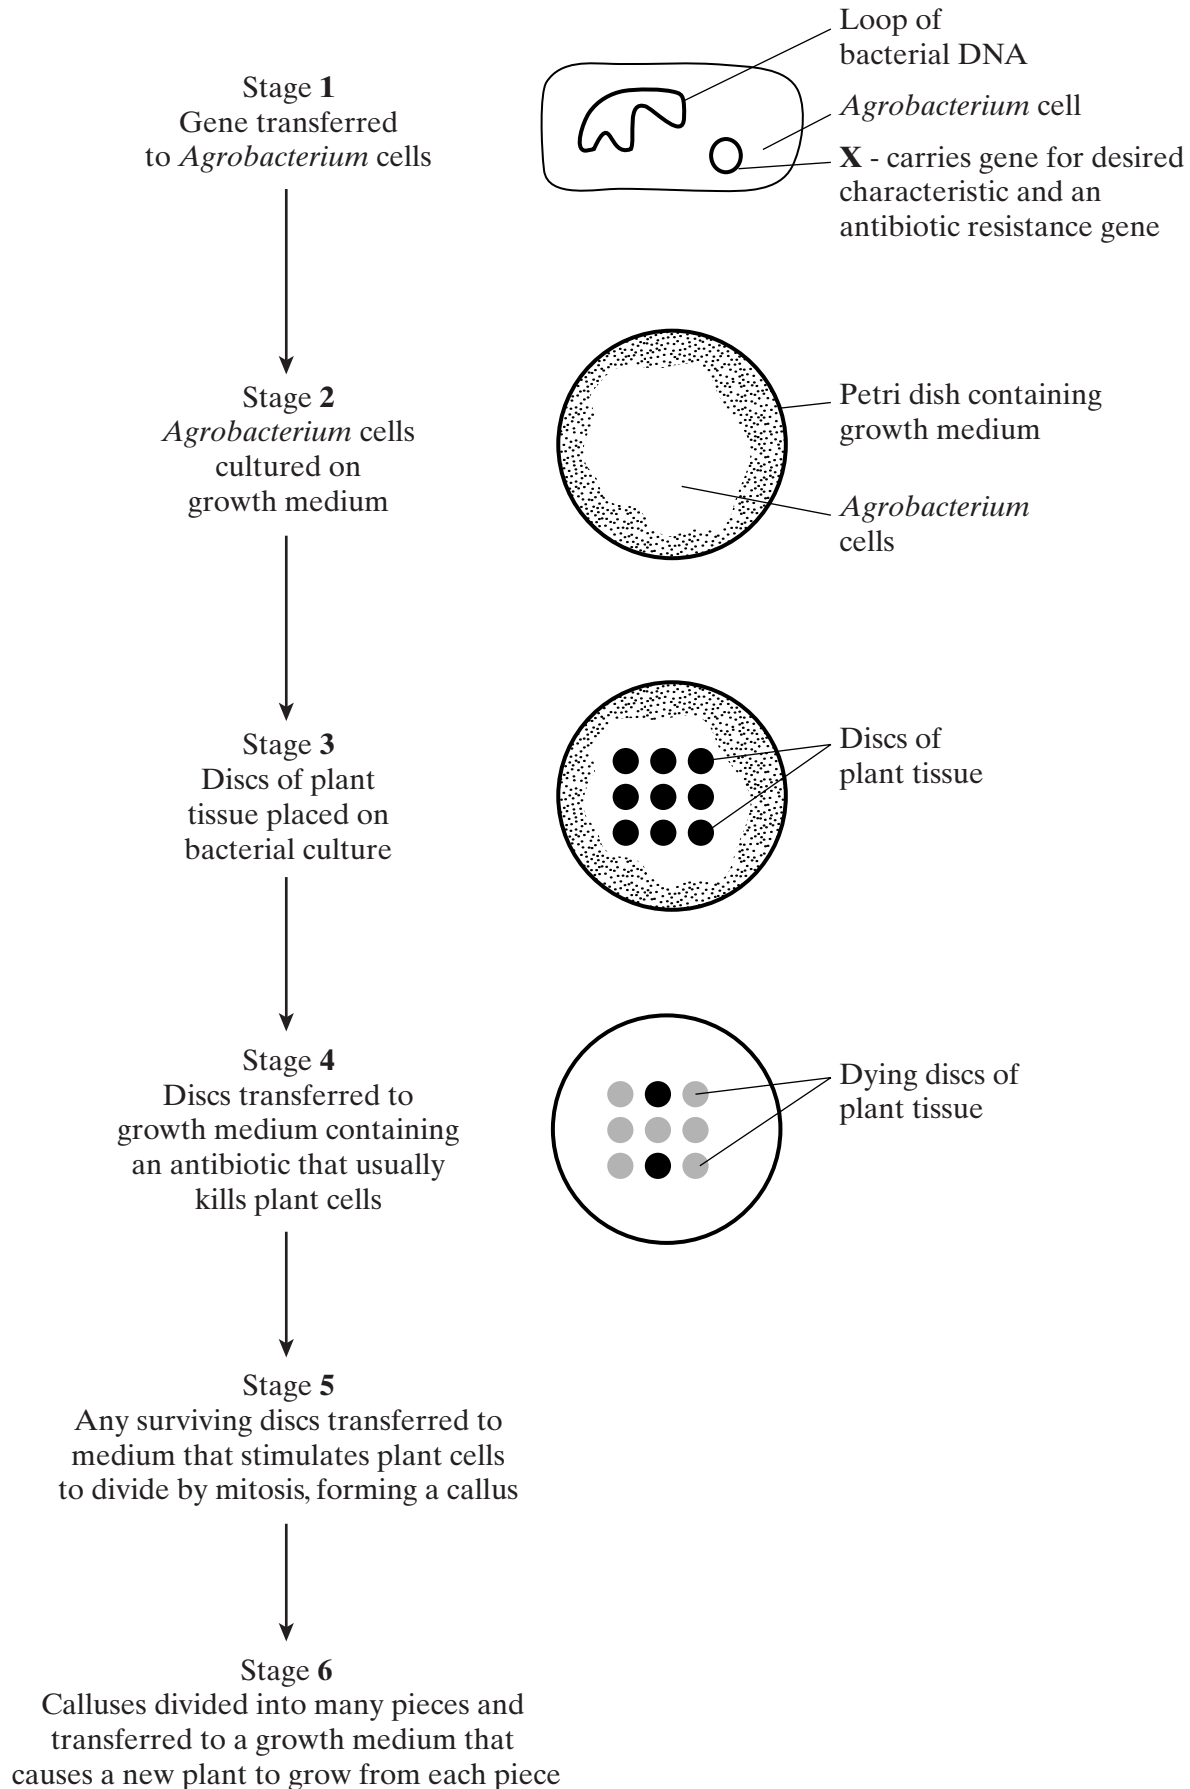 Stage 1
Gene transferred
to Agrobacterium cells
Loop of
bacterial DNA
Agrobacterium cell
X - carries gene for desired
characteristic and an
antibiotic resistance gene
Stage 2
Agrobacterium cells
cultured on
growth medium
Petri dish containing
growth medium
Agrobacterium
cells
Stage 3
Discs of plant
tissue placed on
bacterial culture
Discs of
plant tissue
Stage 4
Discs transferred to
growth medium containing
an antibiotic that usually
kills plant cells
Dying discs of
plant tissue
Stage 5
Any surviving discs transferred to
medium that stimulates plant cells
to divide by mitosis, forming a callus
Stage 6
Calluses divided into many pieces and
transferred to a growth medium that
causes a new plant to grow from each piece